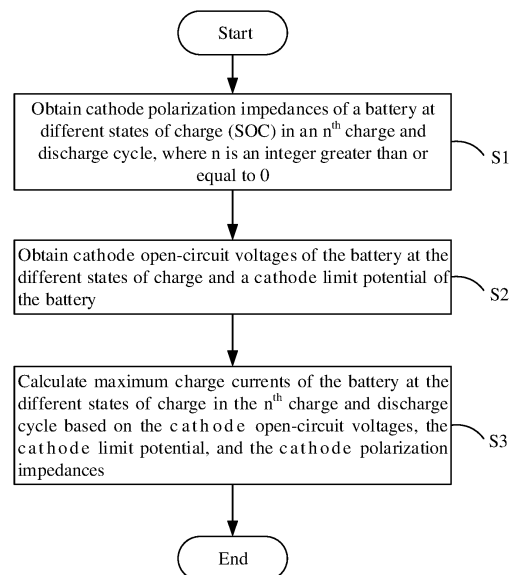 Start
Obtain cathode polarization impedances of a battery at
different states of charge (SOC) in an nth charge and
discharge cycle, where n is an integer greater than or
equal to 0
S1
Obtain cathode open-circuit voltages of the battery at the
different states of charge and a cathode limit potential of
the battery
S2
Calculate maximum charge currents of the battery at the
different states of charge in the nth charge and discharge
cycle based on the cathode open-circuit voltages, the
cathode limit potential, and the cathode polarization
impedances
S3
End